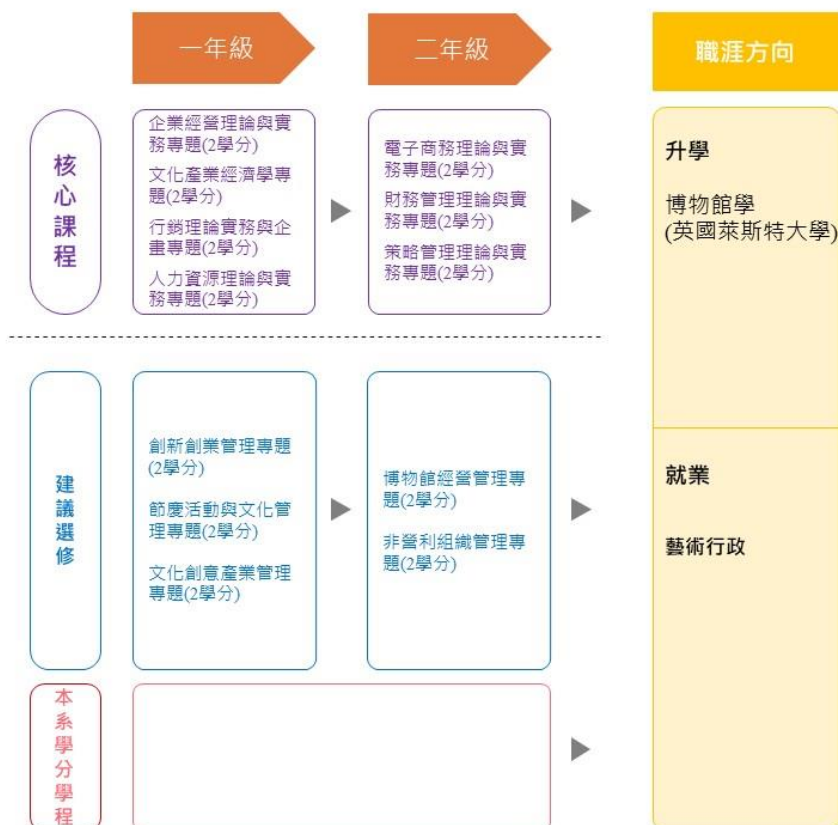 一年級
二年級
職涯方向
核心課程
企業經營理論與實
務專題(2學分)
文化產業經濟學專
題(2學分)
行銷理論實務與企
畫專題(2學分)
人力資源理論與實
務專題(2學分)
電子商務理論與實
務專題(2學分)
財務管理理論與實
務專題(2學分)
策略管理理論與實
務專題(2學分)
升學
博物館學
(英國萊斯特大學)
建議選修
創新創業管理專題
(2學分)
節慶活動與文化管
理專題(2學分)
文化創意產業管理
專題(2學分)
博物館經營管理專
題(2學分)
非營利組織管理專
題(2學分)
就業
藝術行政
本系學分學程